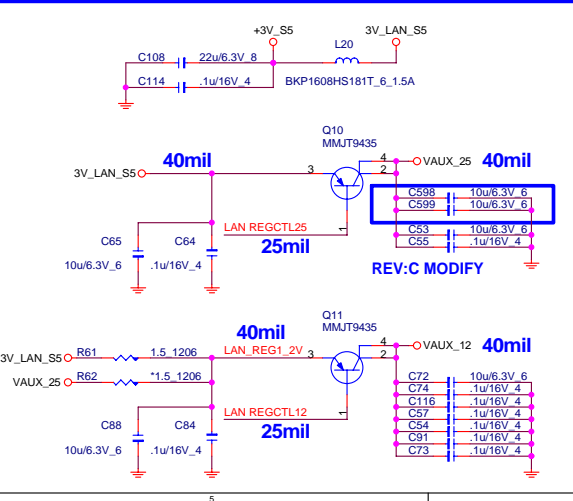 +3V_S5 3V_LAN_S5
L20
C108 22u/6.3V_8
C114 .1u/16V_4 BKP1608HS181T_6_1.5A
Q10
MMJT9435
40mil 4 VAUX_25 40mil
3V_LAN_S5 3 2
C598 10u/6.3V_6
C599 10u/6.3V_6
LAN REGCTL25 1
C65 C64 25mil C53 10u/6.3V_6
C55 .1u/16V_4
10u/6.3V_6 .1u/16V_4 REV:C MODIFY
Q11
MMJT9435
40mil
3V_LAN_S5 R61 1.5_1206 LAN_REG1_2V 3 4 VAUX_12 40mil
2
VAUX_25 R62 *1.5_1206
C72 10u/6.3V_6
C74 .1u/16V_4
LAN REGCTL12 1 C116 .1u/16V_4
C88 C84 25mil C57 .1u/16V_4
C54 .1u/16V_4
10u/6.3V_6 .1u/16V_4 C91 .1u/16V_4
C73 .1u/16V_4
5